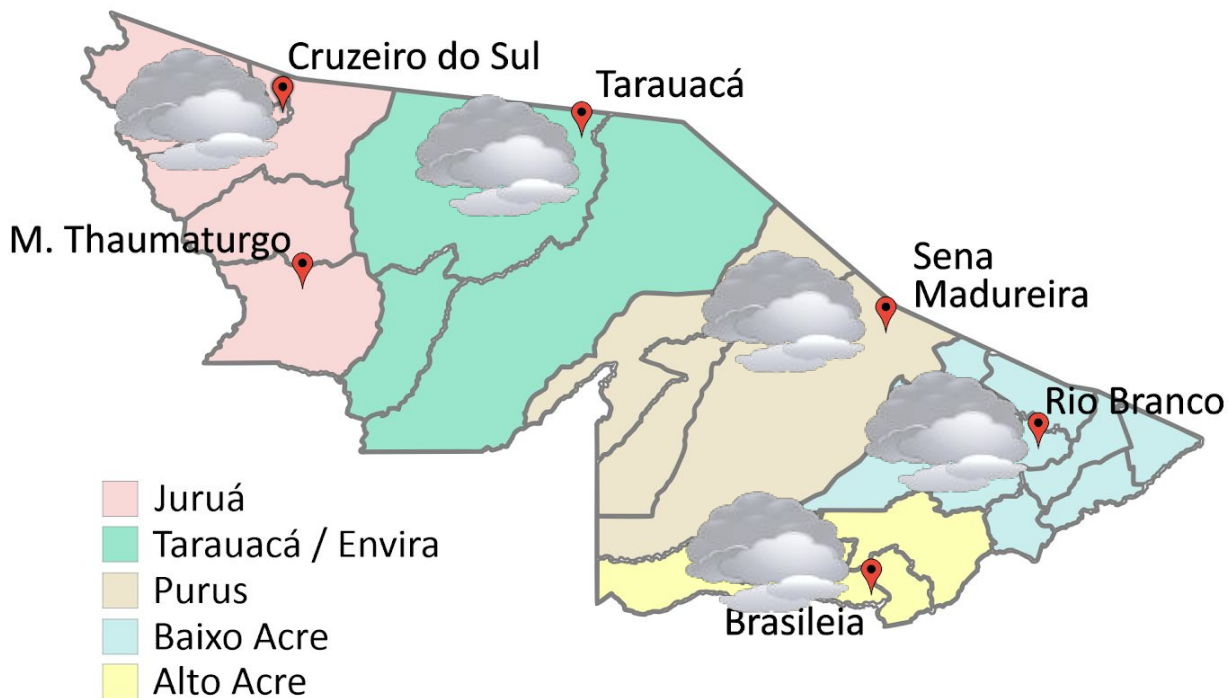 Cruzeiro do Sul
Tarauacá
M. Thaumaturgo
Sena
Madureira
Rio Branco
Brasileia
Juruá
Tarauacá / Envira
Purus
Baixo Acre
Alto Acre